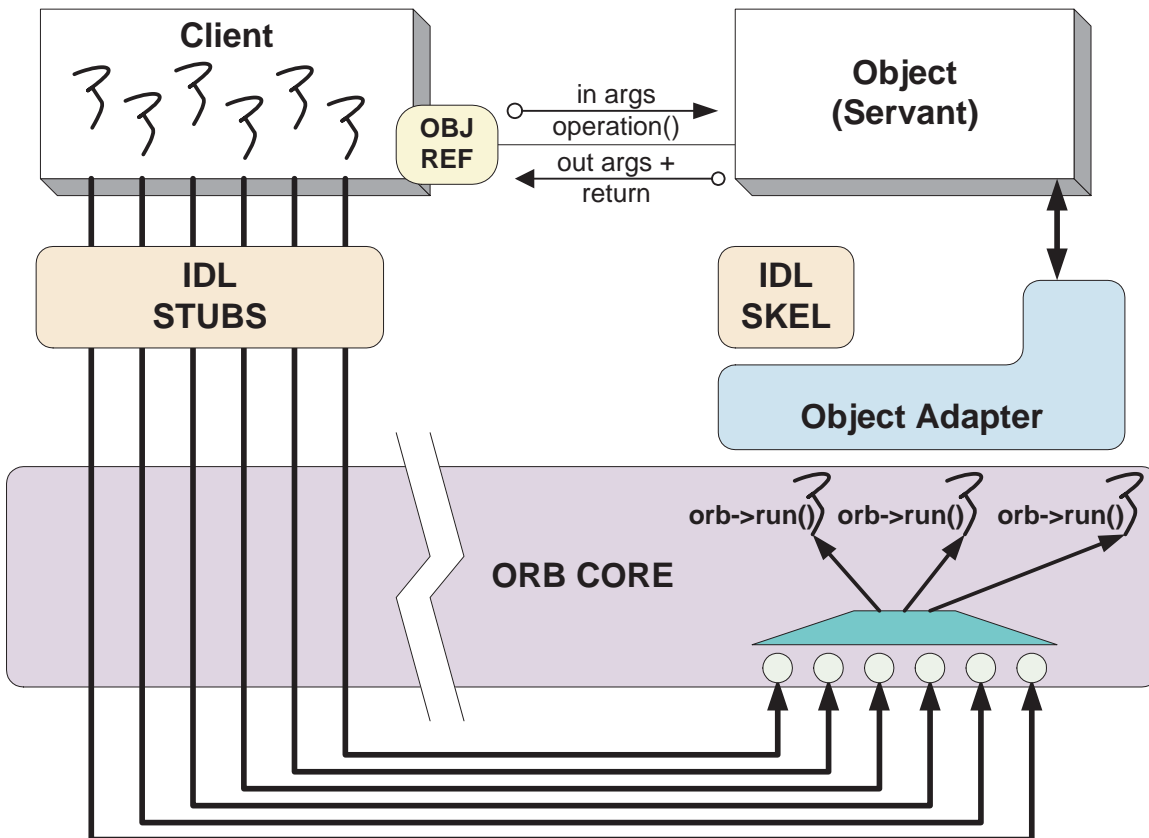 Client
OBJ
REF
in args
operation()
out args +
return
Object
(Servant)
IDL
STUBS
IDL
SKEL
Object Adapter
orb->run() orb->run() orb->run()
ORB CORE